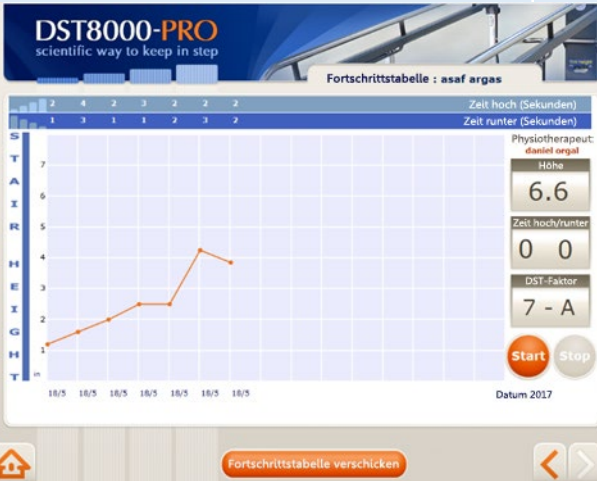 DST8000-PRO
scientific way to keep in step
Fortschrittstabelle : asaf argas
2 4 2 3 2 2 2 Zeit hoch (Sekunden)
1 3 1 1 2 3 2 Zeit runter (Sekunden)
STAIR HEIGHT
7
6
5
4
3
2
1
in
18/5 18/5 18/5 18/5 18/5 18/5 18/5
Datum 2017
Physiotherapeut:
daniel orgal
Höhe
6.6
Zeit hoch/runter
0 0
DST-Faktor
7 - A
Start Stop
Fortschrittstabelle verschicken